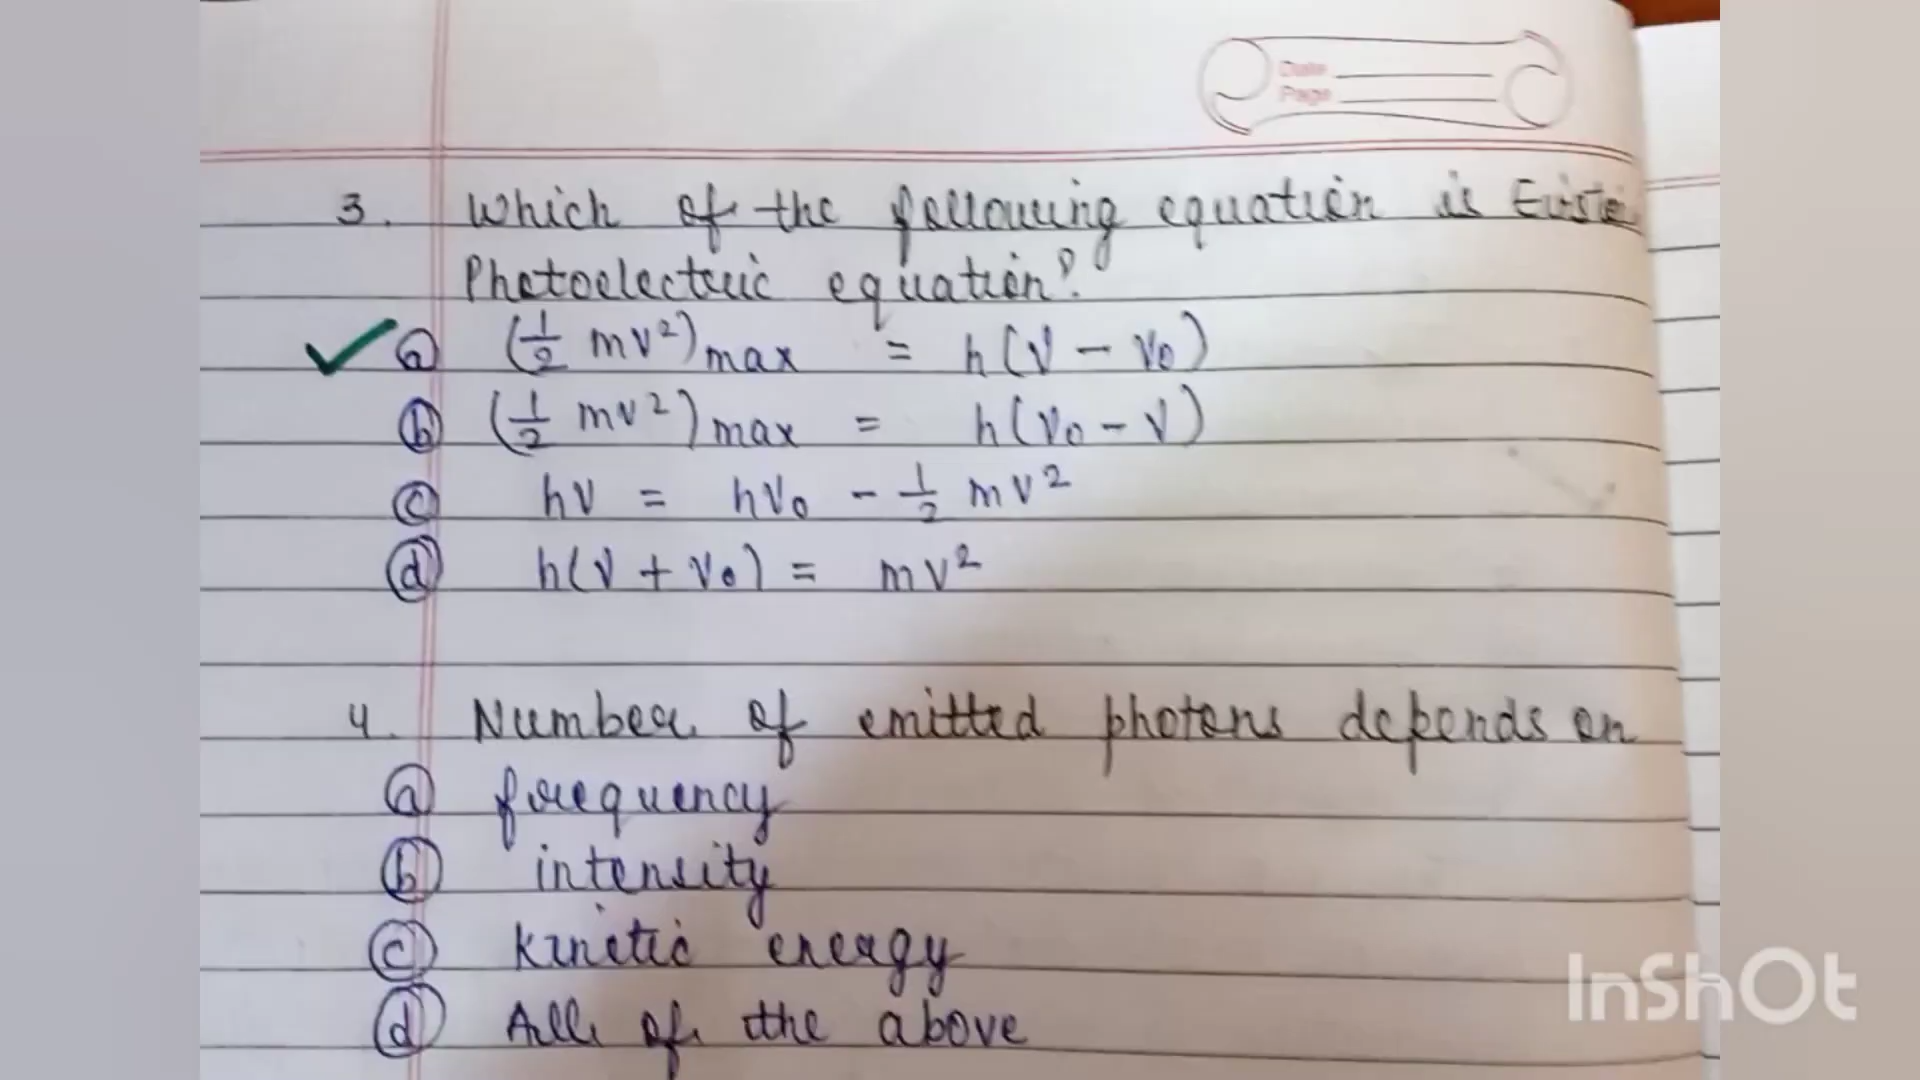 Date
Page
3. Which of the following equation is Einstei
Photoelectric equation?
(a) (1/2 mv²)max = h(ν - ν₀)
(b) (1/2 mv²)max = h(ν₀ - ν)
(c) hν = hν₀ - 1/2 mv²
(d) h(ν + ν₀) = mv²
4. Number of emitted photons depends on
(a) frequency
(b) intensity
(c) kinetic energy
(d) All of the above
InShOt